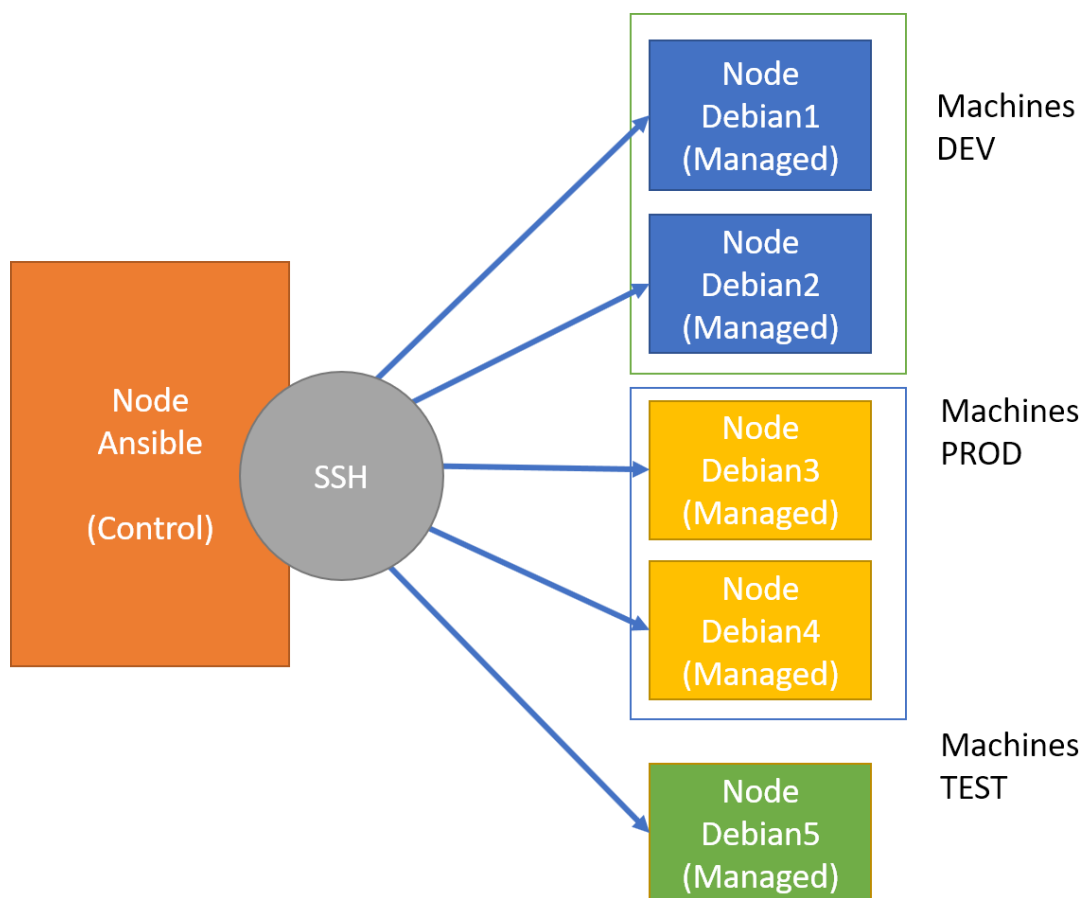 Node
Ansible
(Control)
SSH
Node
Debian1
(Managed)
Node
Debian2
(Managed)
Machines
DEV
Node
Debian3
(Managed)
Node
Debian4
(Managed)
Machines
PROD
Node
Debian5
(Managed)
Machines
TEST